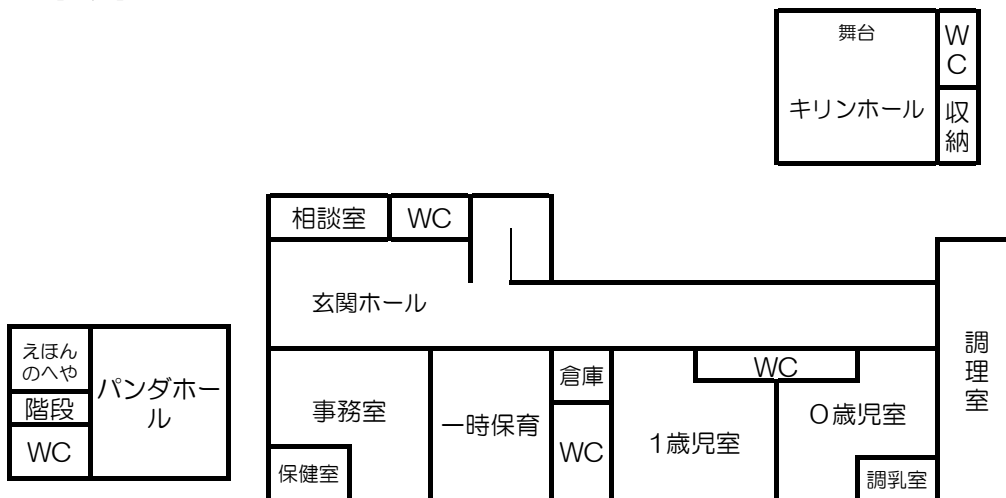 舞台
W
C
キリンホール
収
納
相談室
WC
玄関ホール
えほん
のへや
階段
WC
パンダホー
ル
事務室
保健室
一時保育
倉庫
WC
1歳児室
WC
0歳児室
調乳室
調
理
室